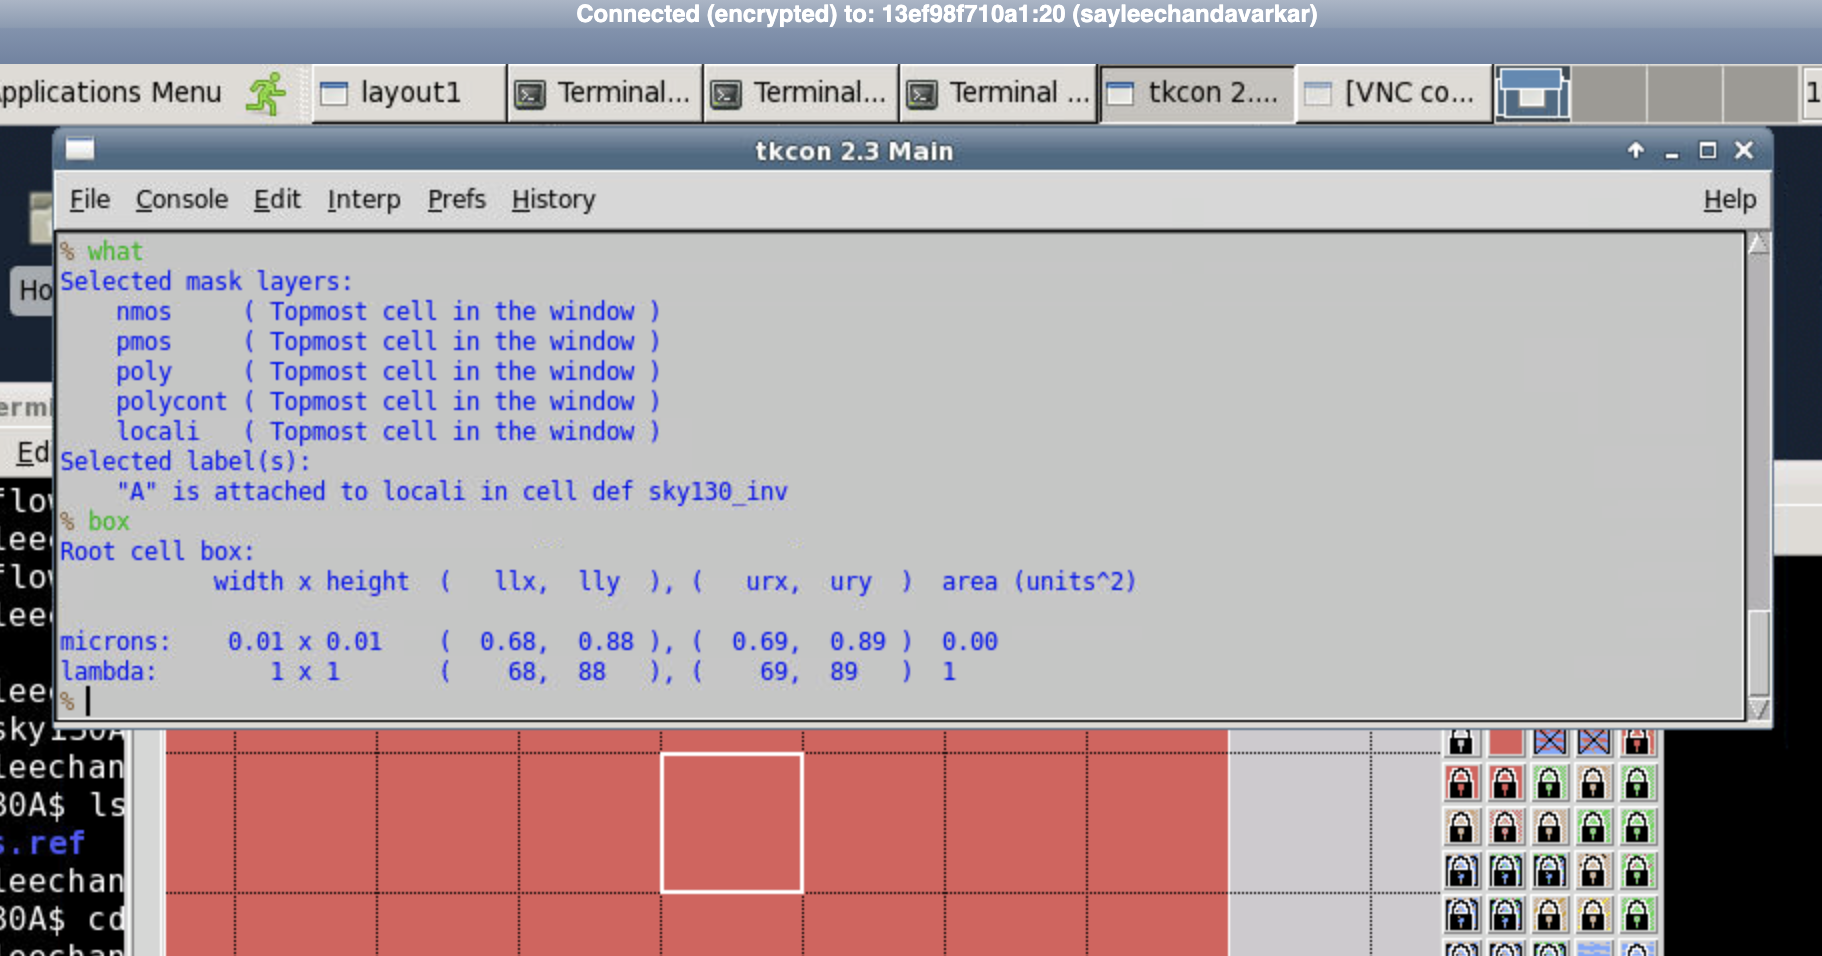 Connected (encrypted) to: 13ef98f710a1:20 (sayleechandavarkar)
pplications Menu layout1 Terminal... Terminal... Terminal ... tkcon 2.... [VNC co... 1
tkcon 2.3 Main
File Console Edit Interp Prefs History Help
% what
Selected mask layers:
nmos ( Topmost cell in the window )
pmos ( Topmost cell in the window )
poly ( Topmost cell in the window )
polycont ( Topmost cell in the window )
locali ( Topmost cell in the window )
Selected label(s):
"A" is attached to locali in cell def sky130_inv
% box
Root cell box:
width x height ( llx, lly ), ( urx, ury ) area (units^2)
microns: 0.01 x 0.01 ( 0.68, 0.88 ), ( 0.69, 0.89 ) 0.00
lambda: 1 x 1 ( 68, 88 ), ( 69, 89 ) 1
%
Ho
erm
Ed
flow
lee
flow
lee
lee
sky130A
leechan
30A$ ls
s.ref
leechan
30A$ cd